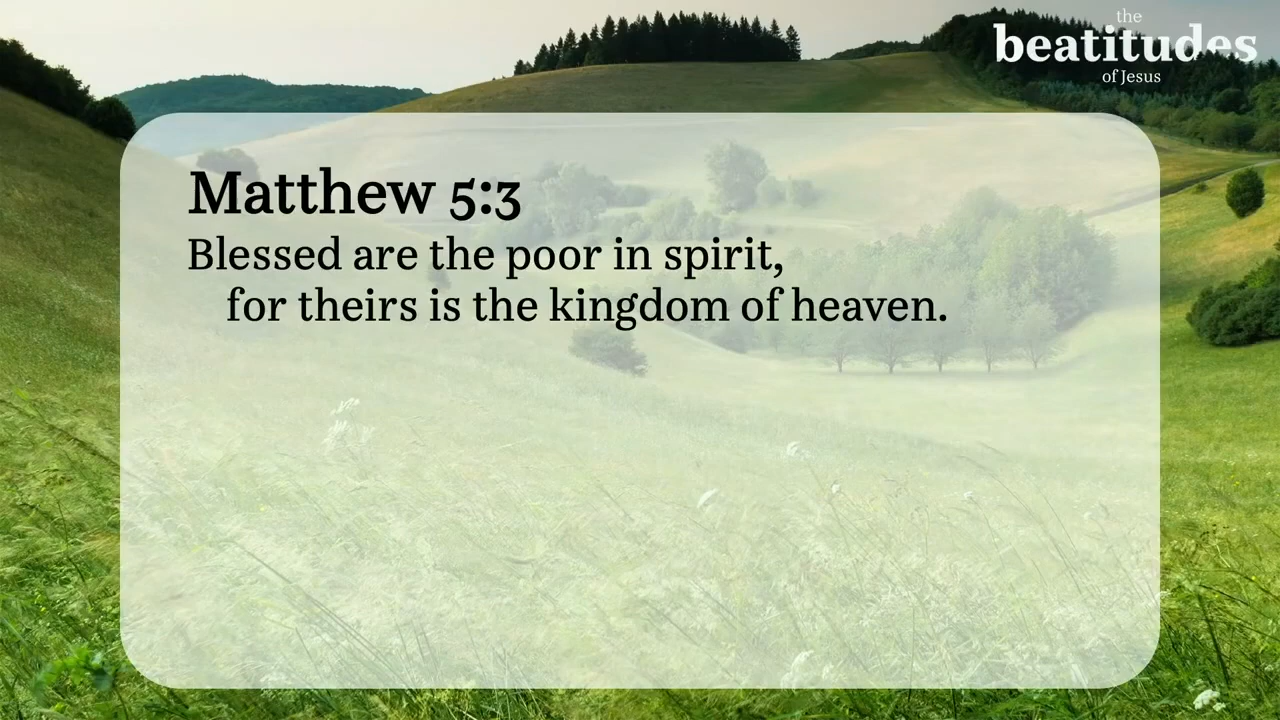 the
beatitudes
of Jesus
Matthew 5:3
Blessed are the poor in spirit,
for theirs is the kingdom of heaven.